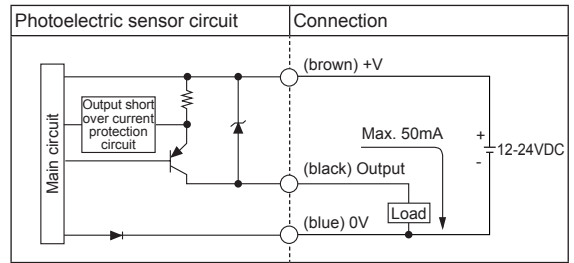 Photoelectric sensor circuit
Connection
(brown) +V
Output short
over current
protection
circuit
Main circuit
Max. 50mA
+
12-24VDC
-
(black) Output
Load
(blue) 0V